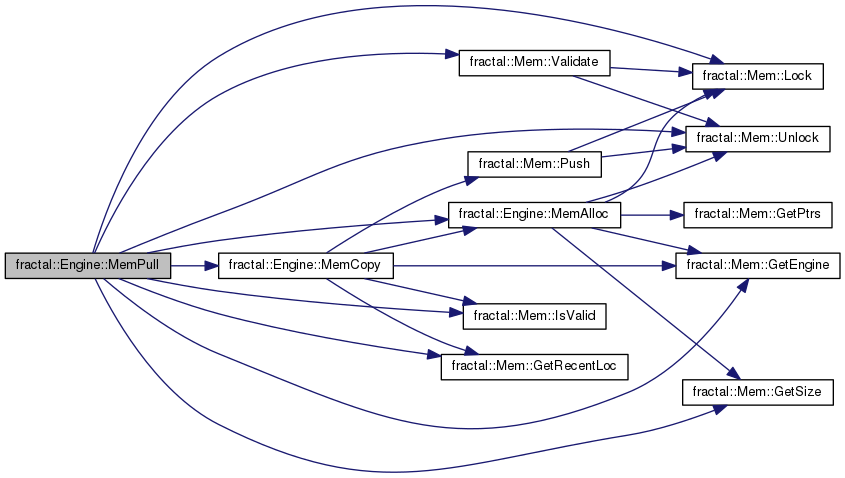 fractal::Engine::MemPull
fractal::Mem::Validate
fractal::Mem::Lock
fractal::Mem::Unlock
fractal::Mem::Push
fractal::Engine::MemAlloc
fractal::Mem::GetPtrs
fractal::Engine::MemCopy
fractal::Mem::GetEngine
fractal::Mem::IsValid
fractal::Mem::GetRecentLoc
fractal::Mem::GetSize